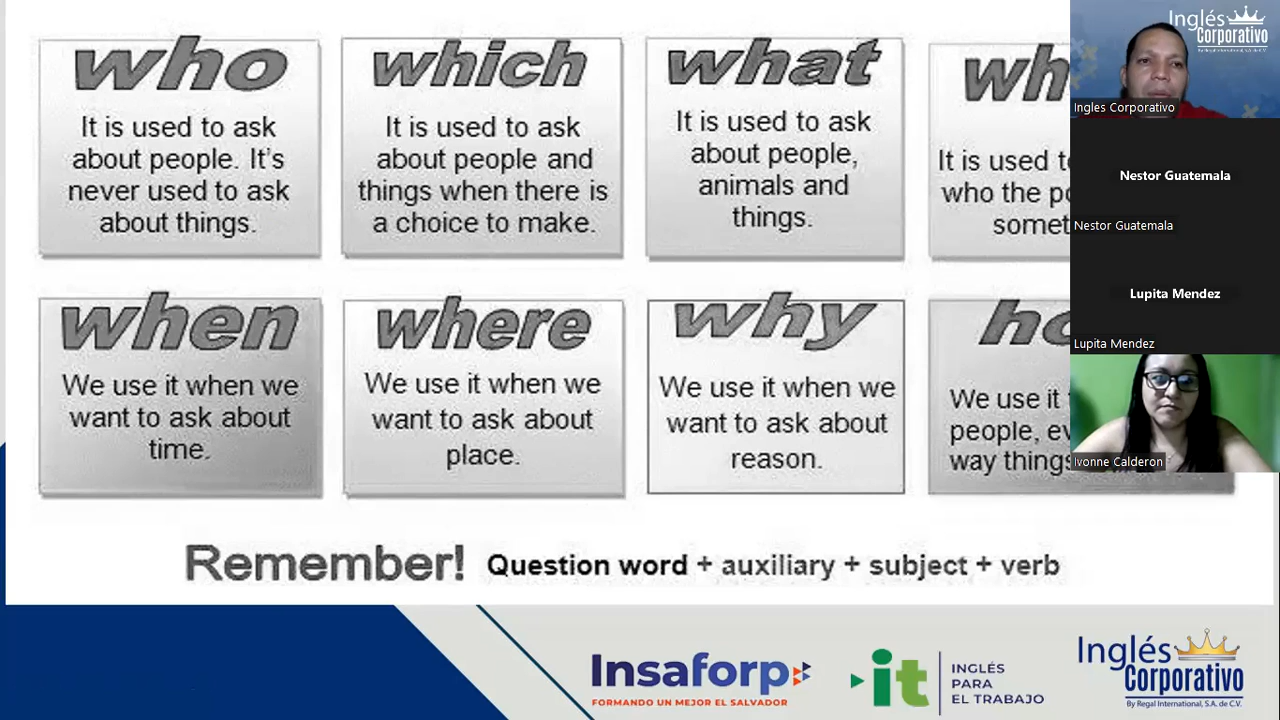 who
It is used to ask
about people. It's
never used to ask
about things.
which
It is used to ask
about people and
things when there is
a choice to make.
what
It is used to ask
about people,
animals and
things.
It is used
who the
when
We use it when we
want to ask about
time.
where
We use it when we
want to ask about
place.
why
We use it when we
want to ask about
reason.
We use it
people,
way things
Remember! Question word + auxiliary + subject + verb
Insaforp
FORMANDO UN MEJOR EL SALVADOR
it
INGLÉS
PARA
EL TRABAJO
Inglés
Corporativo
By Regal International, S.A. de C.V.
Inglés
Corporativo
By Regal International, S.A. de C.V.
Ingles Corporativo
Nestor Guatemala
Nestor Guatemala
Lupita Mendez
Lupita Mendez
Ivonne Calderon